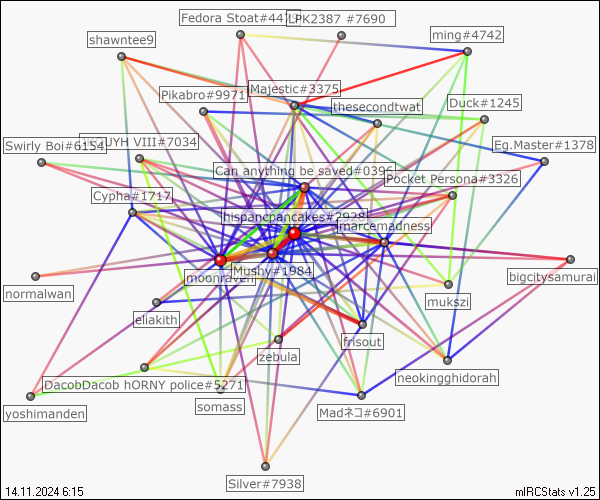 Fedora Stoat#447
PK2387 #7690
ming#4742
shawntee9
Majestic#3375
Pikabro#9971
thesecondtwat
Duck#1245
Swirly Boi#6154
UYH VIII#7034
Eg.Master#1378
Can anything be saved#0396
Pocket Persona#3326
Cypha#1717
hispancpancakes#2928
marcemadness
moonraven
Mushy#1984
bigcitysamurai
normalwan
mukszi
eliakith
frisout
zebula
neokingghidorah
Dacobdacob hORNY police#5271
yoshimanden
somass
Madネコ#6901
Silver#7938
14.11.2024 6:15
mIRCStats v1.25